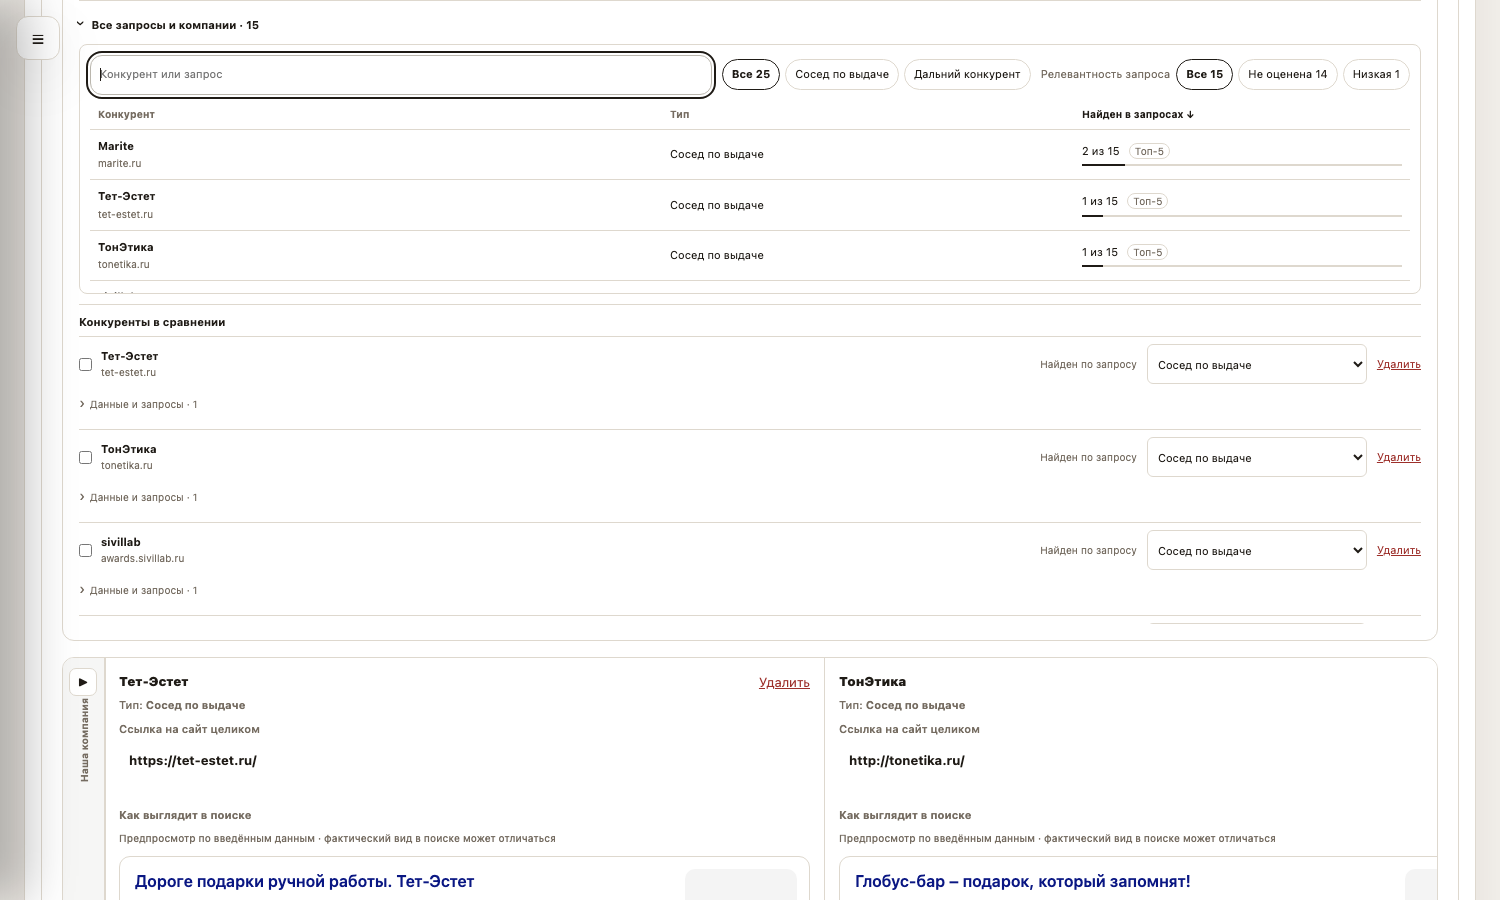 Все запросы и компании · 15
Конкурент или запрос
Все 25
Сосед по выдаче
Дальний конкурент
Релевантность запроса
Все 15
Не оценена 14
Низкая 1
Конкурент
Тип
Найден в запросах ↓
Marite
marite.ru
Сосед по выдаче
2 из 15
Топ-5
Тет-Эстет
tet-estet.ru
Сосед по выдаче
1 из 15
Топ-5
ТонЭтика
tonetika.ru
Сосед по выдаче
1 из 15
Топ-5
Конкуренты в сравнении
Тет-Эстет
tet-estet.ru
Найден по запросу
Сосед по выдаче
Удалить
Данные и запросы · 1
ТонЭтика
tonetika.ru
Найден по запросу
Сосед по выдаче
Удалить
Данные и запросы · 1
sivillab
awards.sivillab.ru
Найден по запросу
Сосед по выдаче
Удалить
Данные и запросы · 1
Наша компания
Тет-Эстет
Удалить
Тип: Сосед по выдаче
Ссылка на сайт целиком
https://tet-estet.ru/
Как выглядит в поиске
Предпросмотр по введённым данным · фактический вид в поиске может отличаться
Дороге подарки ручной работы. Тет-Эстет
ТонЭтика
Тип: Сосед по выдаче
Ссылка на сайт целиком
http://tonetika.ru/
Как выглядит в поиске
Предпросмотр по введённым данным · фактический вид в поиске может отличаться
Глобус-бар – подарок, который запомнят!